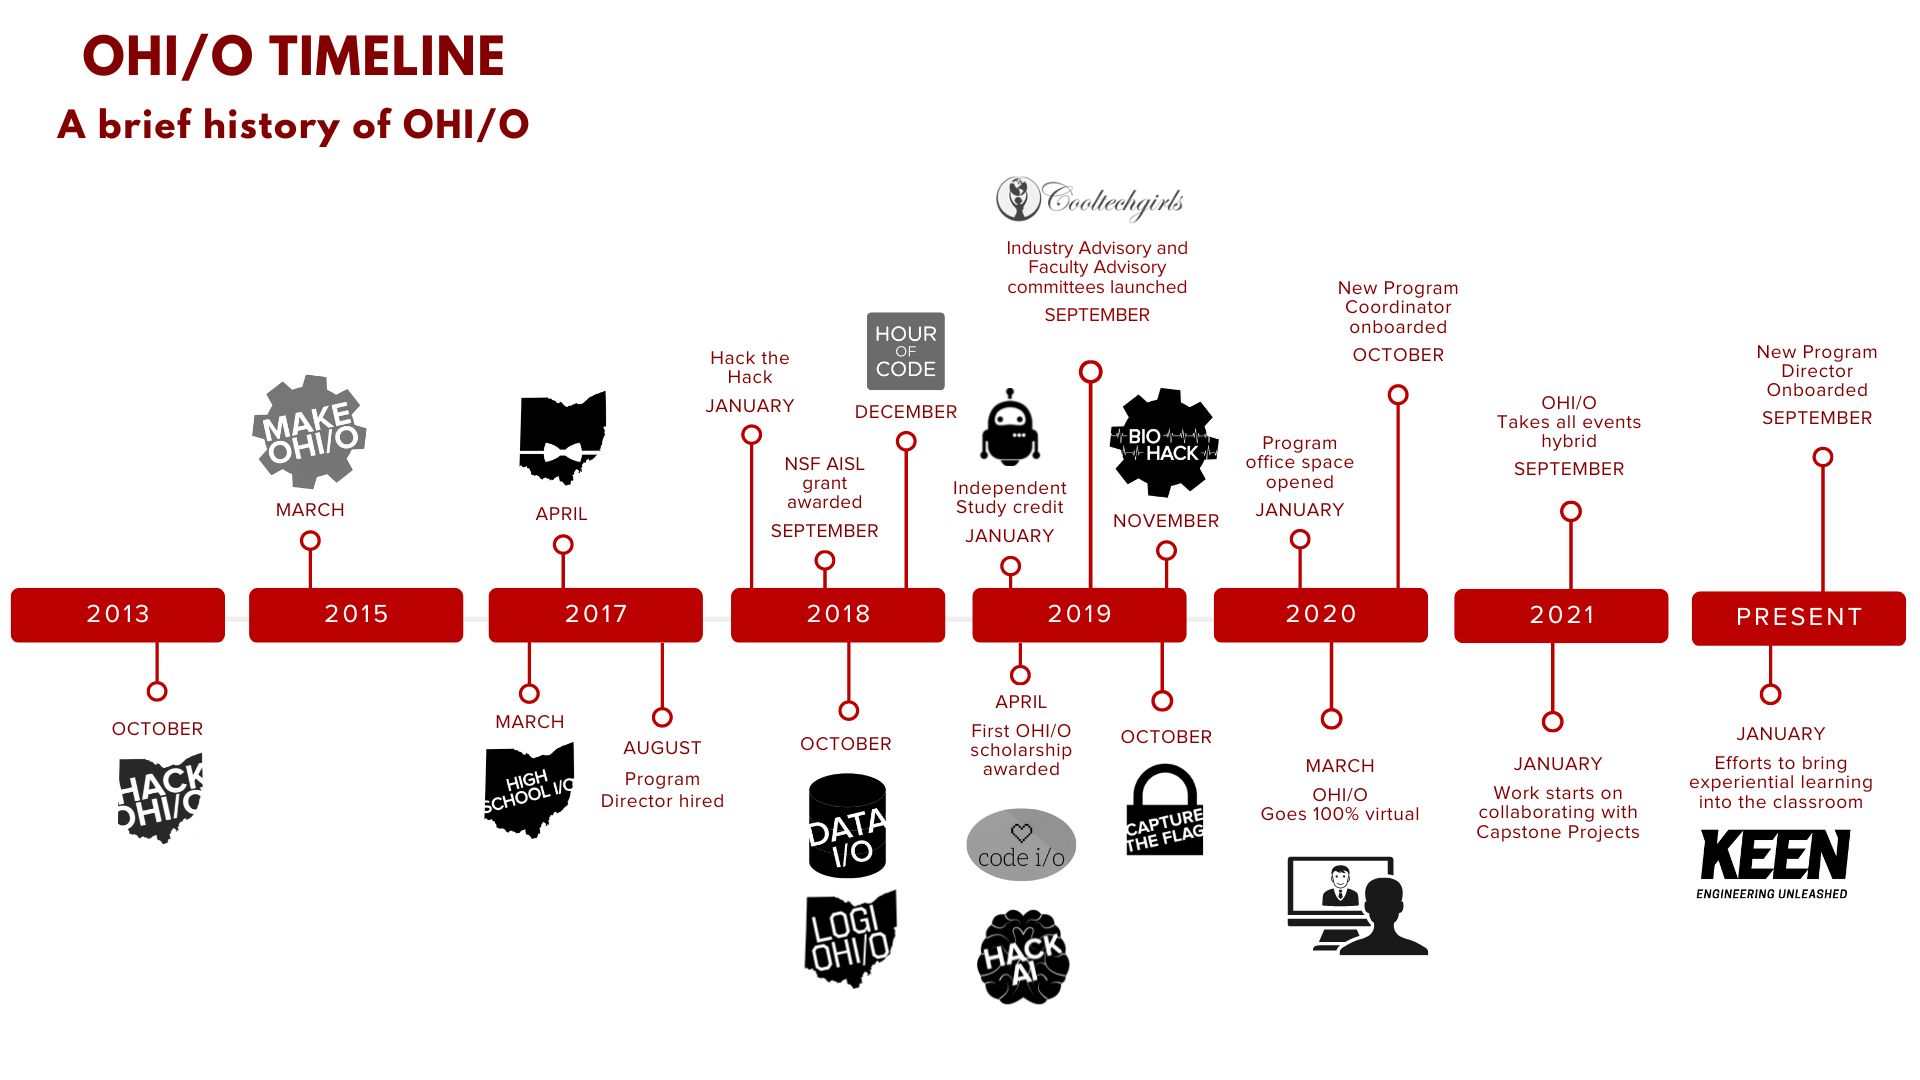 OHI/O TIMELINE
A brief history of OHI/O
Cooltechgirls
Industry Advisory and
Faculty Advisory
committees launched
SEPTEMBER
New Program
Coordinator
onboarded
OCTOBER
HOUR
OF
CODE
DECEMBER
Hack the
Hack
JANUARY
New Program
Director
Onboarded
SEPTEMBER
MAKE
OHI/O
MARCH
APRIL
NSF AISL
grant
awarded
SEPTEMBER
Independent
Study credit
JANUARY
BIO
HACK
NOVEMBER
Program
office space
opened
JANUARY
OHI/O
Takes all events
hybrid
SEPTEMBER
2013
2015
2017
2018
2019
2020
2021
PRESENT
OCTOBER
HACK
OHI/O
MARCH
HIGH
SCHOOL I/O
AUGUST
Program
Director hired
OCTOBER
DATA
I/O
LOGI
OHI/O
APRIL
First OHI/O
scholarship
awarded
code i/o
HACK
AI
OCTOBER
CAPTURE
THE FLAG
MARCH
OHI/O
Goes 100% virtual
JANUARY
Work starts on
collaborating with
Capstone Projects
JANUARY
Efforts to bring
experiential learning
into the classroom
KEEN
ENGINEERING UNLEASHED